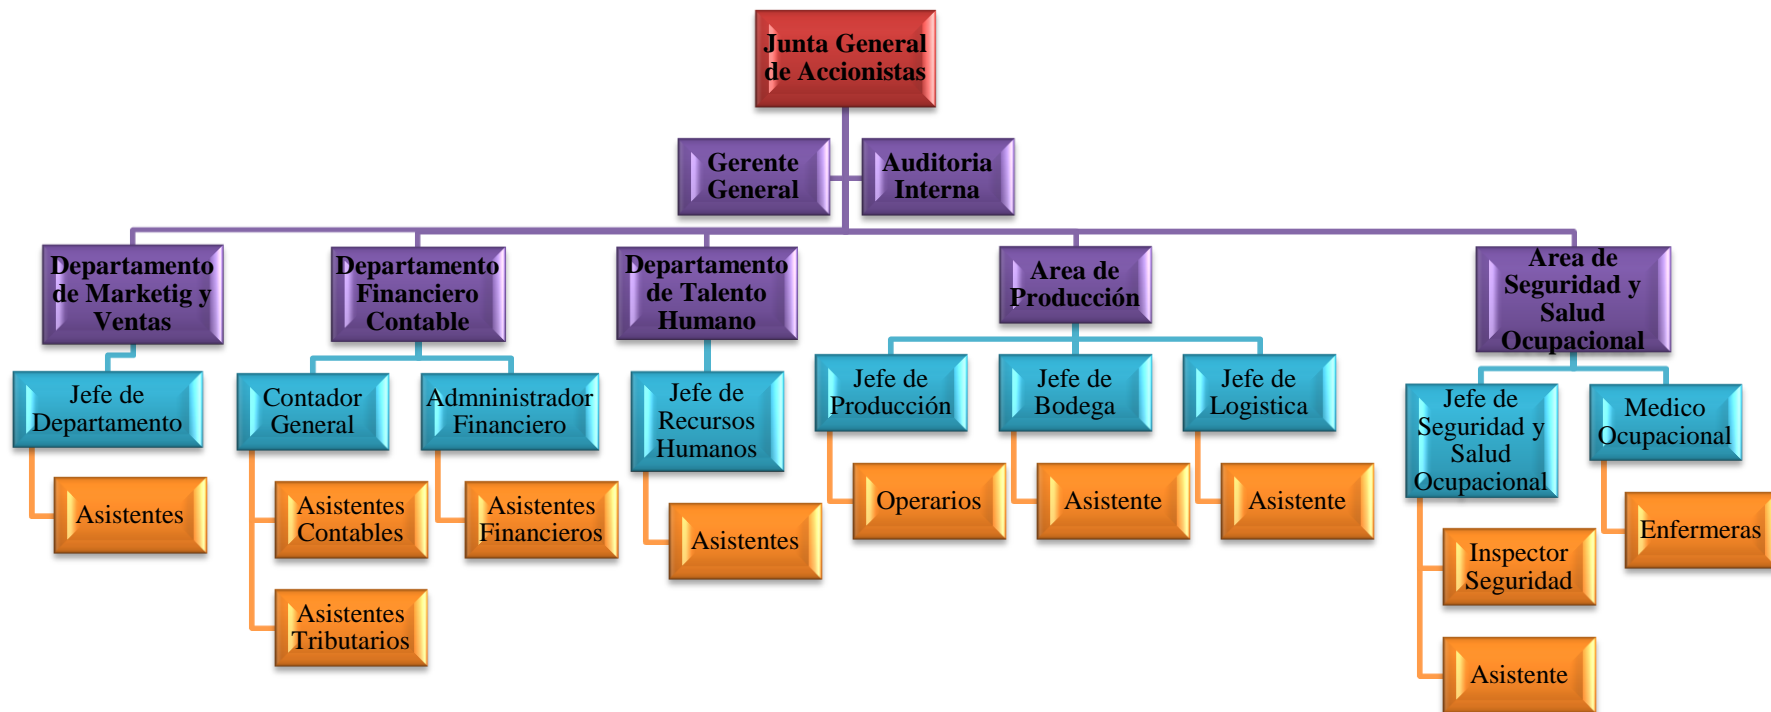 Junta General
de Accionistas
Gerente
General
Auditoria
Interna
Departamento
de Marketig y
Ventas
Departamento
Financiero
Contable
Departamento
de Talento
Humano
Area de
Producción
Area de
Seguridad y
Salud
Ocupacional
Jefe de
Departamento
Contador
General
Admninistrador
Financiero
Jefe de
Recursos
Humanos
Jefe de
Producción
Jefe de
Bodega
Jefe de
Logistica
Jefe de
Seguridad y
Salud
Ocupacional
Medico
Ocupacional
Asistentes
Asistentes
Contables
Asistentes
Tributarios
Asistentes
Financieros
Asistentes
Operarios
Asistente
Asistente
Inspector
Seguridad
Asistente
Enfermeras